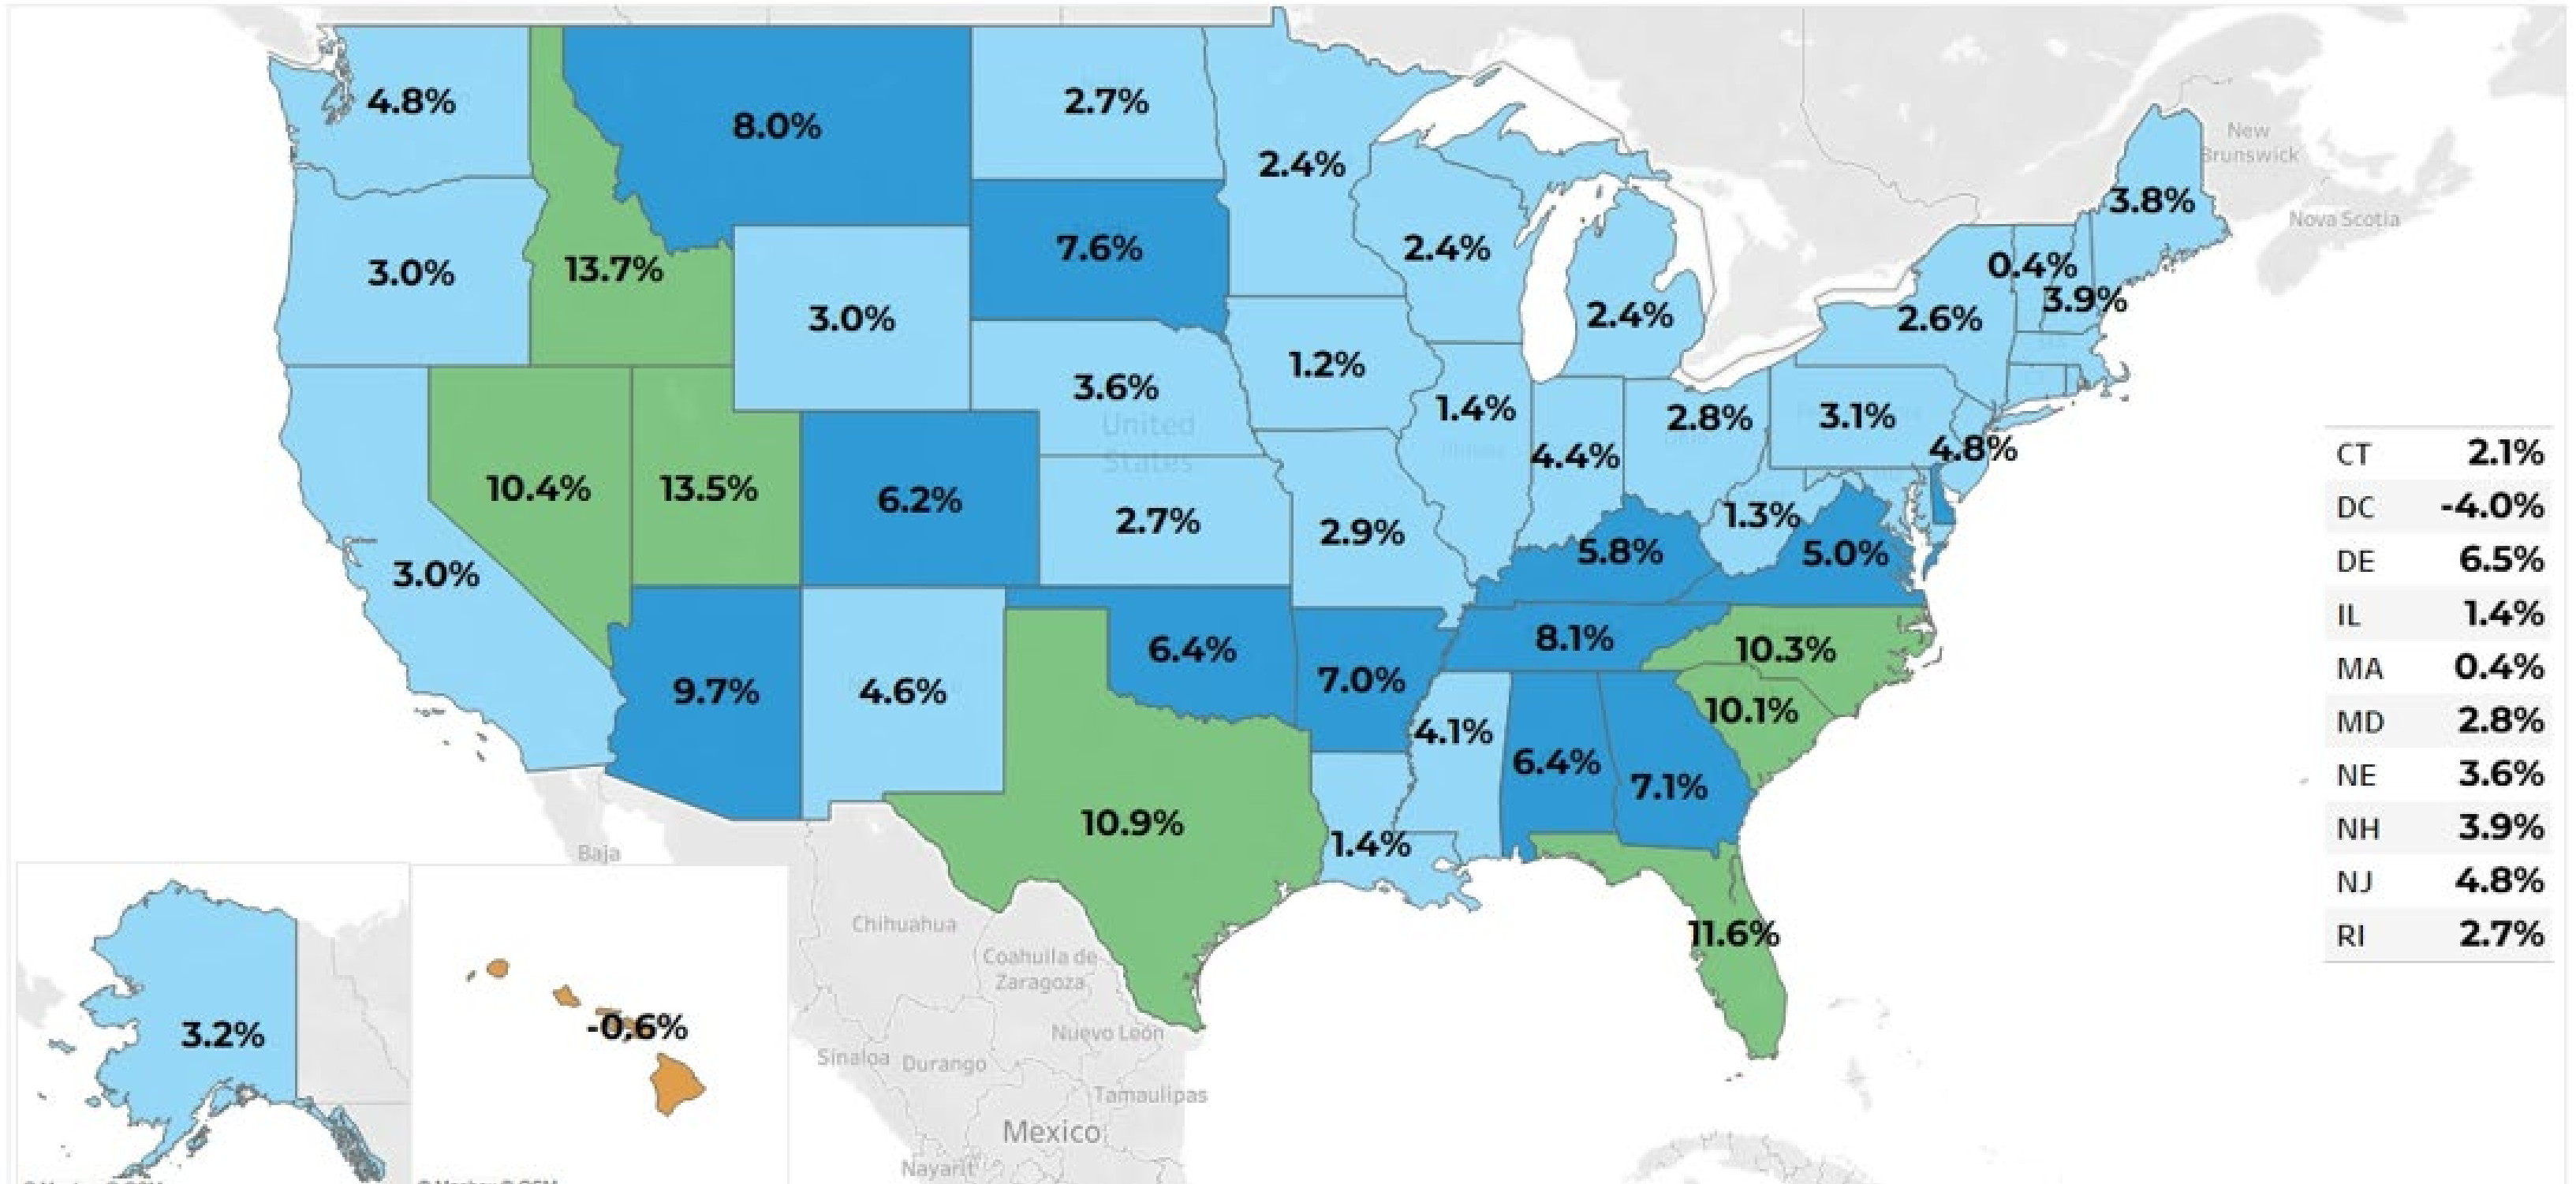 4.8%
8.0%
2.7%
2.4%
New
Brunswick
3.8%
Nova Scotia
3.0%
13.7%
7.6%
2.4%
0.4%
3.9%
3.0%
2.4%
2.6%
1.2%
3.6%
United
States
1.4%
2.8%
3.1%
4.4%
4.8%
10.4%
13.5%
6.2%
2.7%
2.9%
1.3%
5.8%
5.0%
3.0%
9.7%
4.6%
6.4%
7.0%
8.1%
10.3%
10.1%
4.1%
6.4%
7.1%
10.9%
1.4%
11.6%
Baja
Chihuahua
Coahuila de
Zaragoza
Nuevo León
Sinaloa
Durango
Tamaulipas
Mexico
Nayarit
3.2%
-0.6%
CT 2.1%
DC -4.0%
DE 6.5%
IL 1.4%
MA 0.4%
MD 2.8%
NE 3.6%
NH 3.9%
NJ 4.8%
RI 2.7%